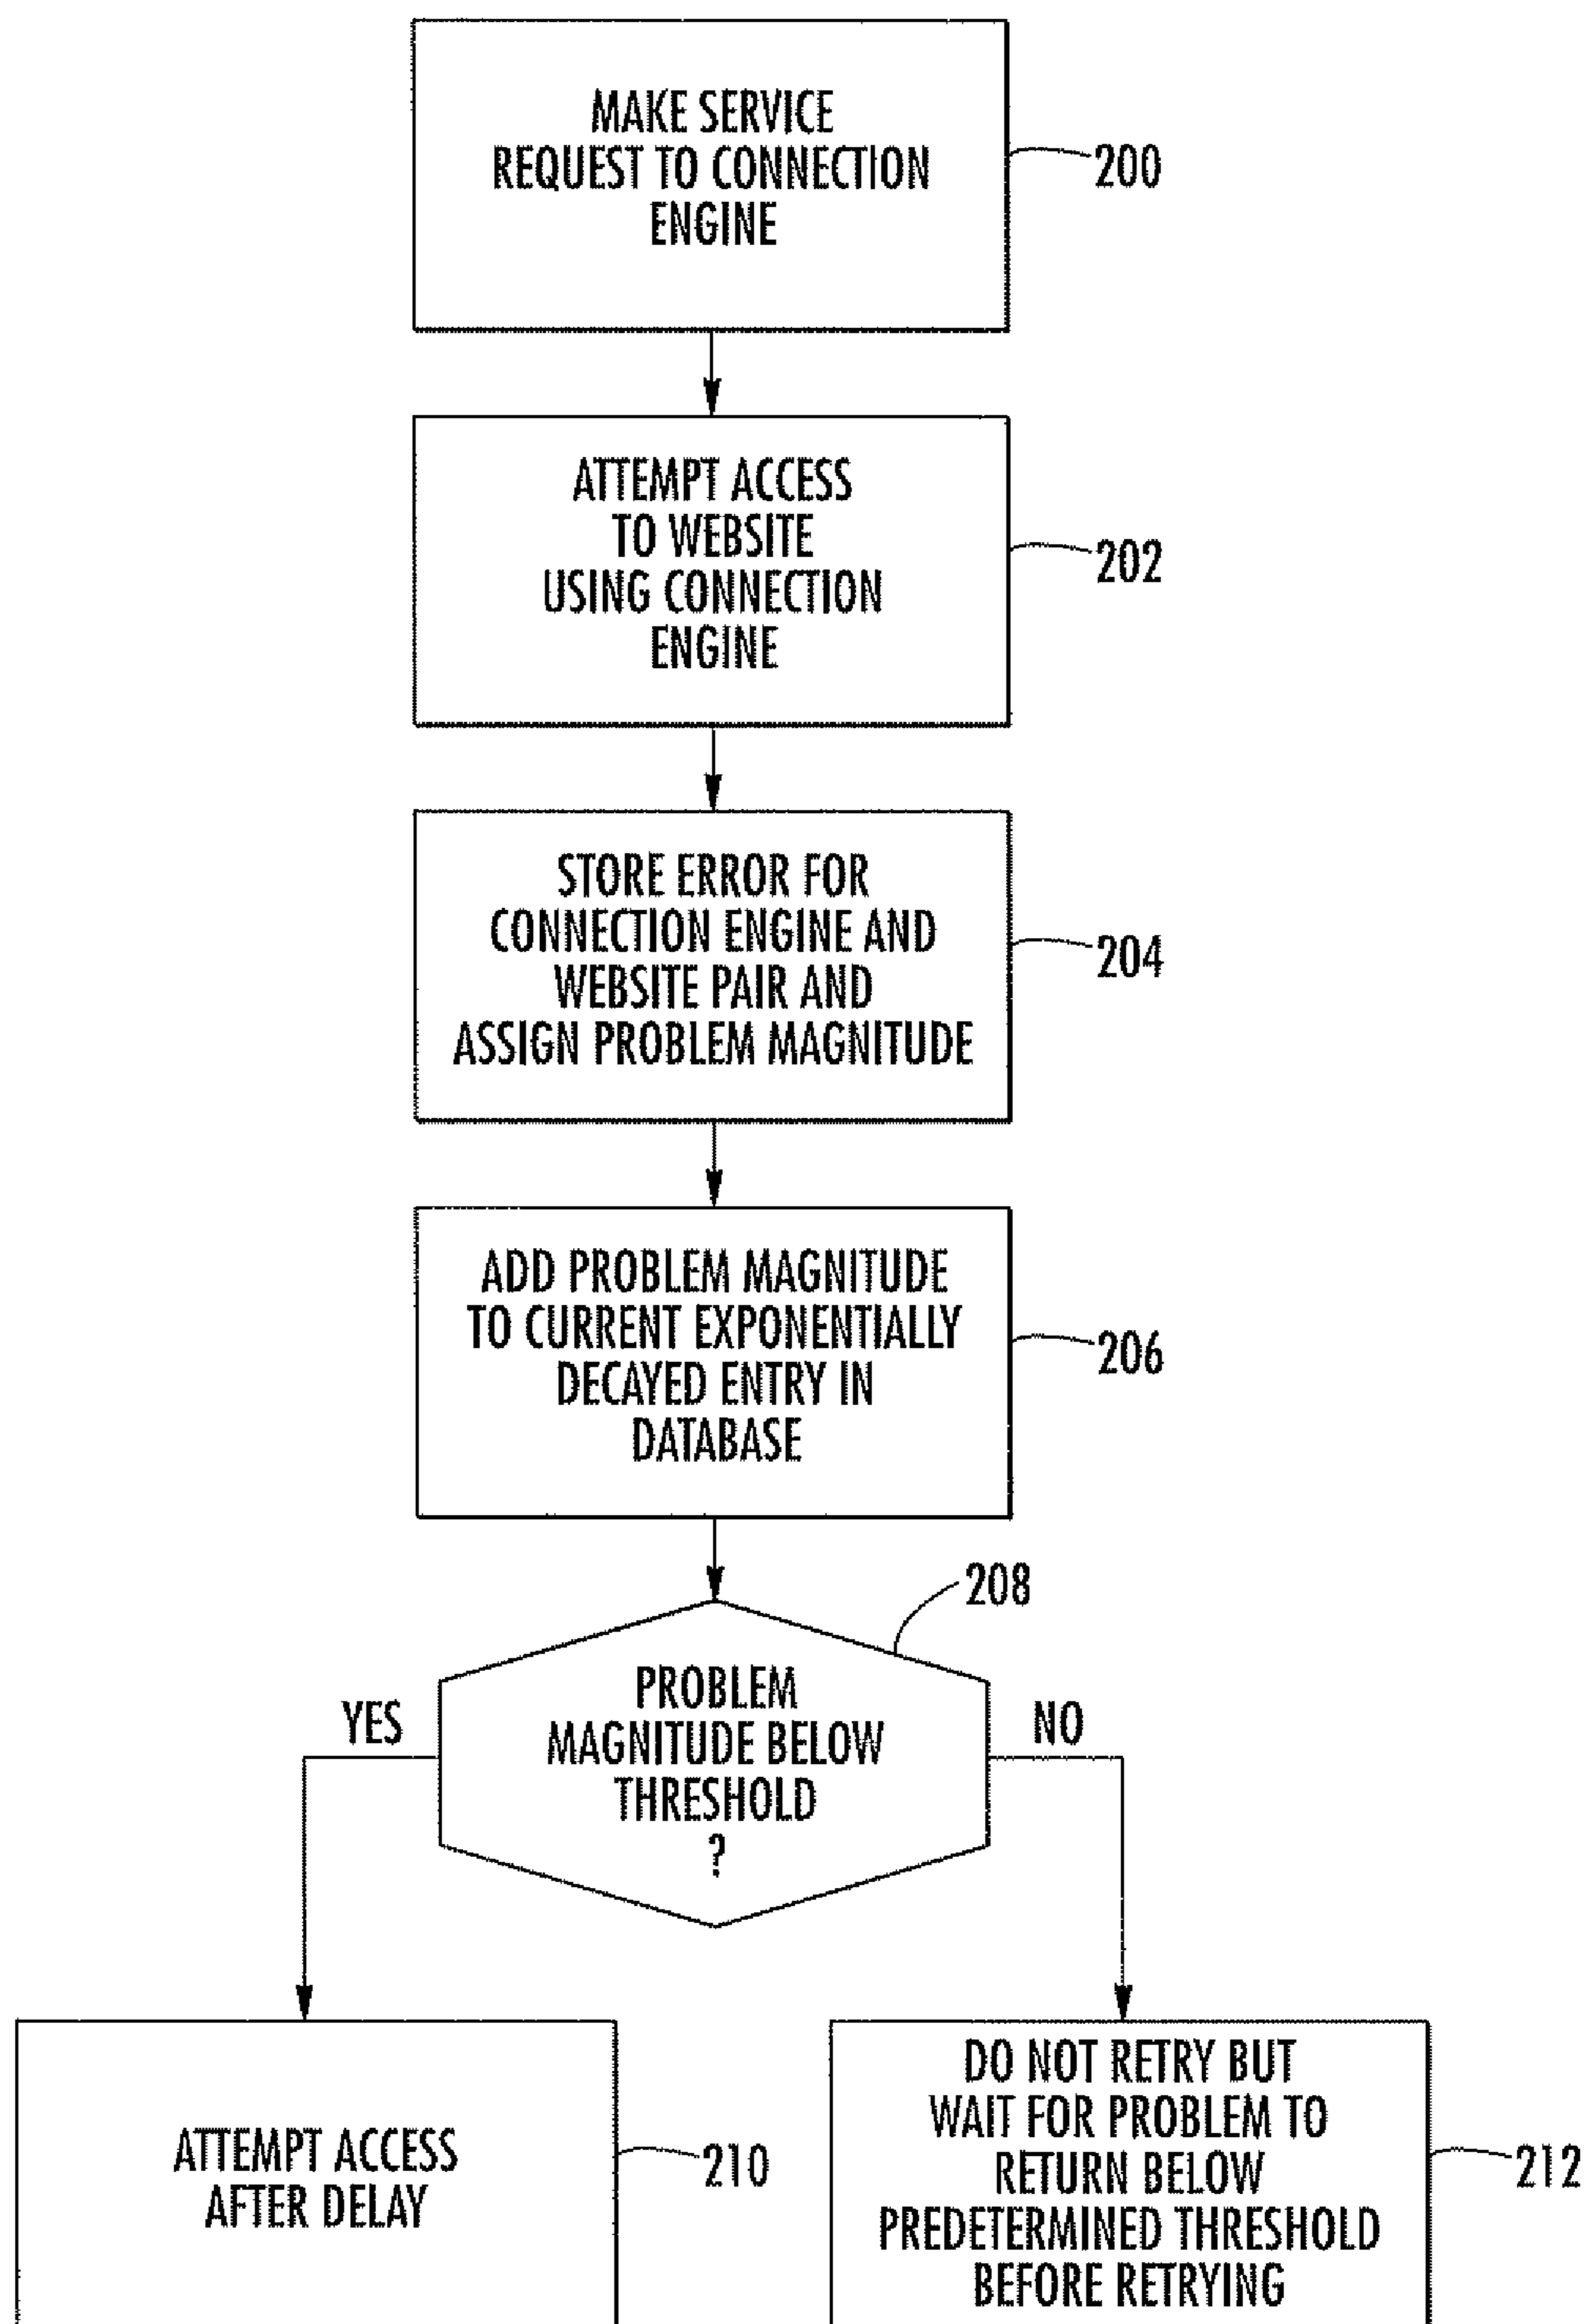 MAKE SERVICE
REQUEST TO CONNECTION
ENGINE
200
ATTEMPT ACCESS
TO WEBSITE
USING CONNECTION
ENGINE
202
STORE ERROR FOR
CONNECTION ENGINE AND
WEBSITE PAIR AND
ASSIGN PROBLEM MAGNITUDE
204
ADD PROBLEM MAGNITUDE
TO CURRENT EXPONENTIALLY
DECAYED ENTRY IN
DATABASE
206
208
PROBLEM
MAGNITUDE BELOW
THRESHOLD
?
YES
NO
ATTEMPT ACCESS
AFTER DELAY
210
DO NOT RETRY BUT
WAIT FOR PROBLEM TO
RETURN BELOW
PREDETERMINED THRESHOLD
BEFORE RETRYING
212